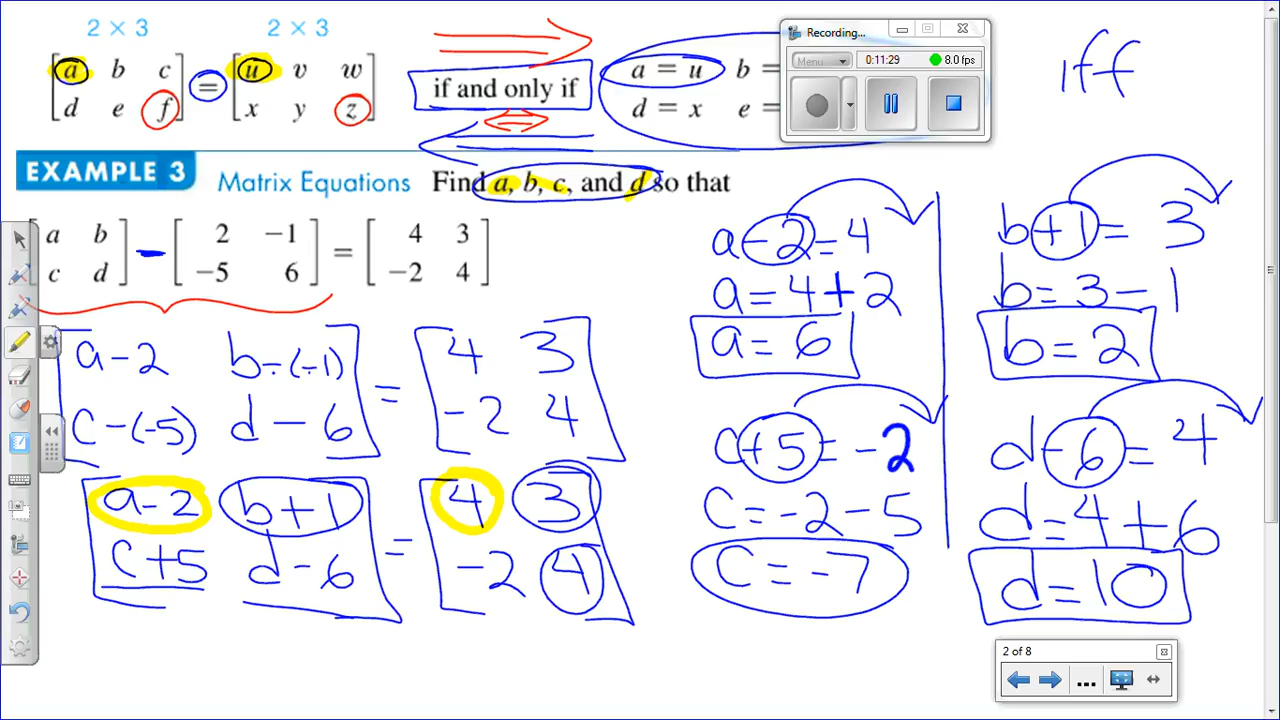 2 × 3 2 × 3
[a b c] = [u v w] a = u b =
[d e f] [x y z] if and only if d = x e =
iff
Recording...
Menu 0:11:29 8.0 fps
EXAMPLE 3 Matrix Equations Find a, b, c, and d so that
[a b] - [2 −1] = [4 3]
[c d] [−5 6] [−2 4]
[a-2 b-(-1)] = [4 3]
[c-(-5) d-6] [-2 4]
[a-2 b+1] = [4 3]
[c+5 d-6] [-2 4]
a-2=4
a=4+2
a=6
c+5=-2
c=-2-5
c=-7
b+1=3
b=3-1
b=2
d-6=4
d=4+6
d=10
2 of 8
...